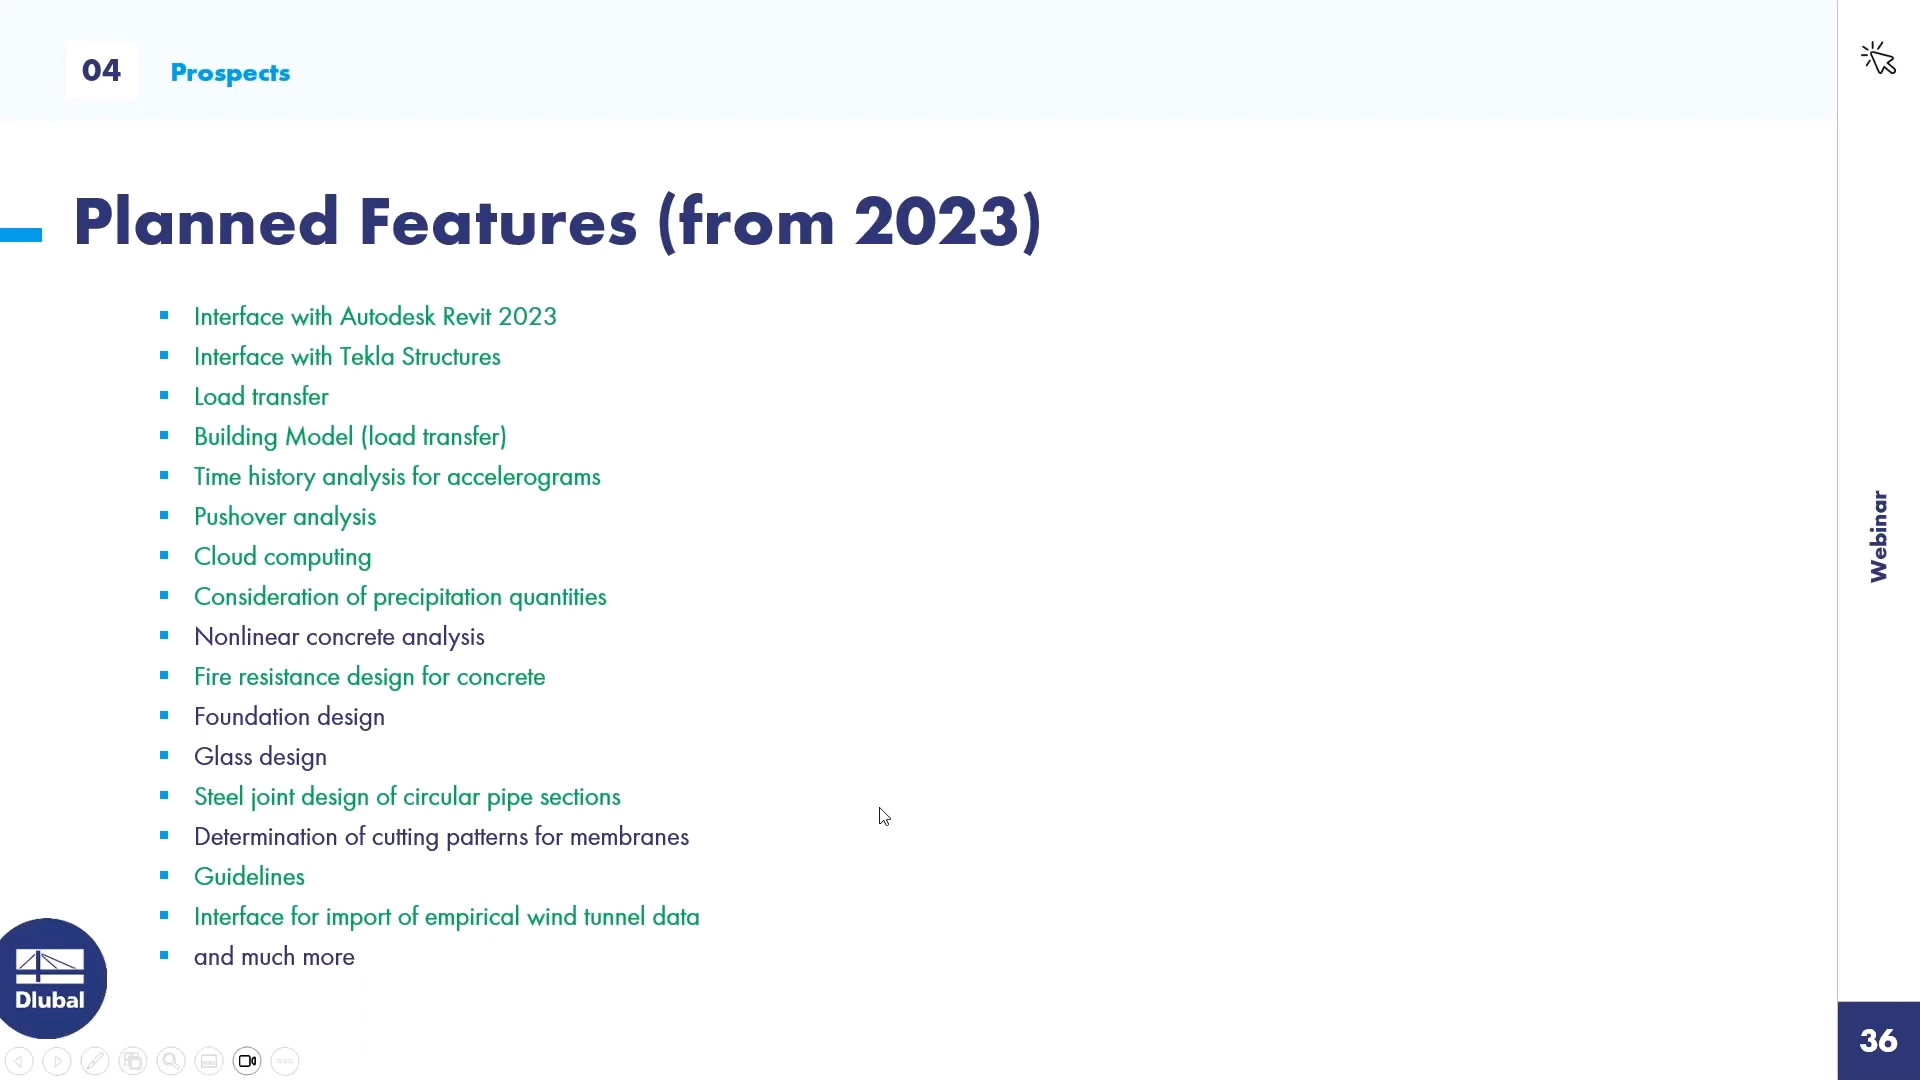 04
Prospects
Planned Features (from 2023)
Interface with Autodesk Revit 2023
Interface with Tekla Structures
Load transfer
Building Model (load transfer)
Time history analysis for accelerograms
Pushover analysis
Cloud computing
Consideration of precipitation quantities
Nonlinear concrete analysis
Fire resistance design for concrete
Foundation design
Glass design
Steel joint design of circular pipe sections
Determination of cutting patterns for membranes
Guidelines
Interface for import of empirical wind tunnel data
and much more
Dlubal
Webinar
36